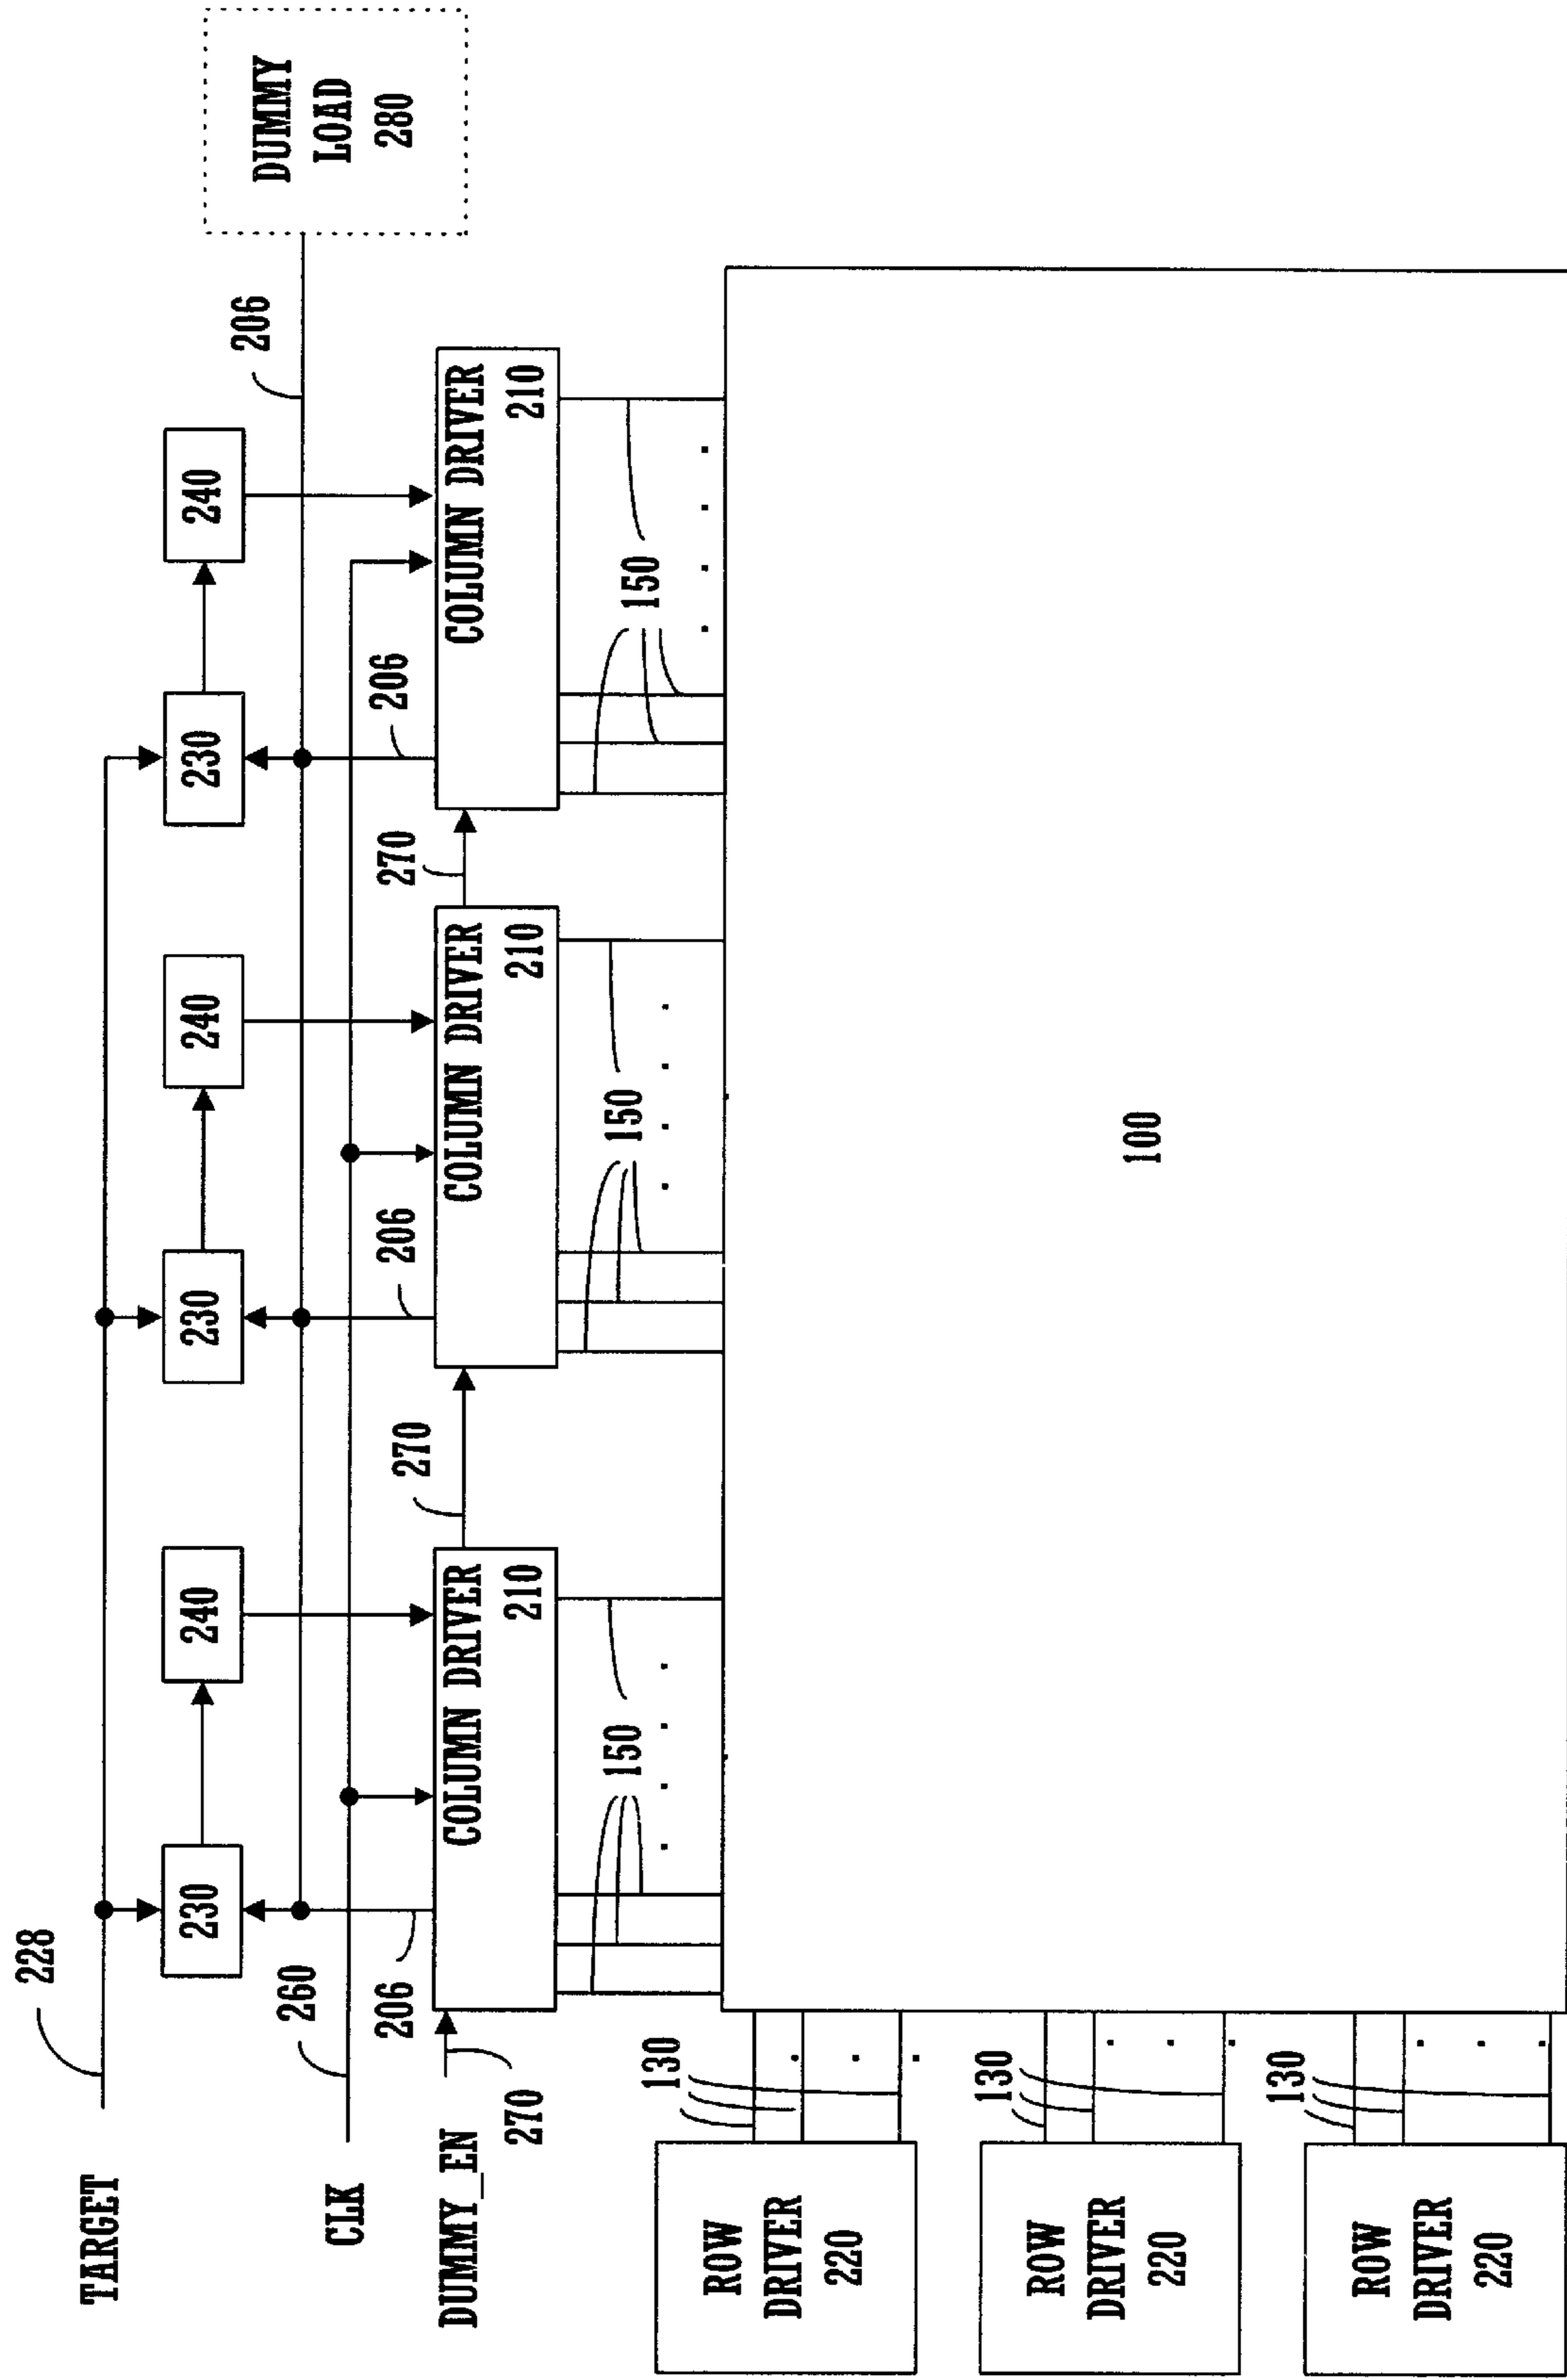 228
TARGET
230
240
230
240
230
240
206
DUMMY
LOAD
280
CLK
260
206
206
206
DUMMY_EN
270
270
270
COLUMN DRIVER
210
COLUMN DRIVER
210
COLUMN DRIVER
210
150
150
150
ROW
DRIVER
220
130
ROW
DRIVER
220
130
ROW
DRIVER
220
130
100